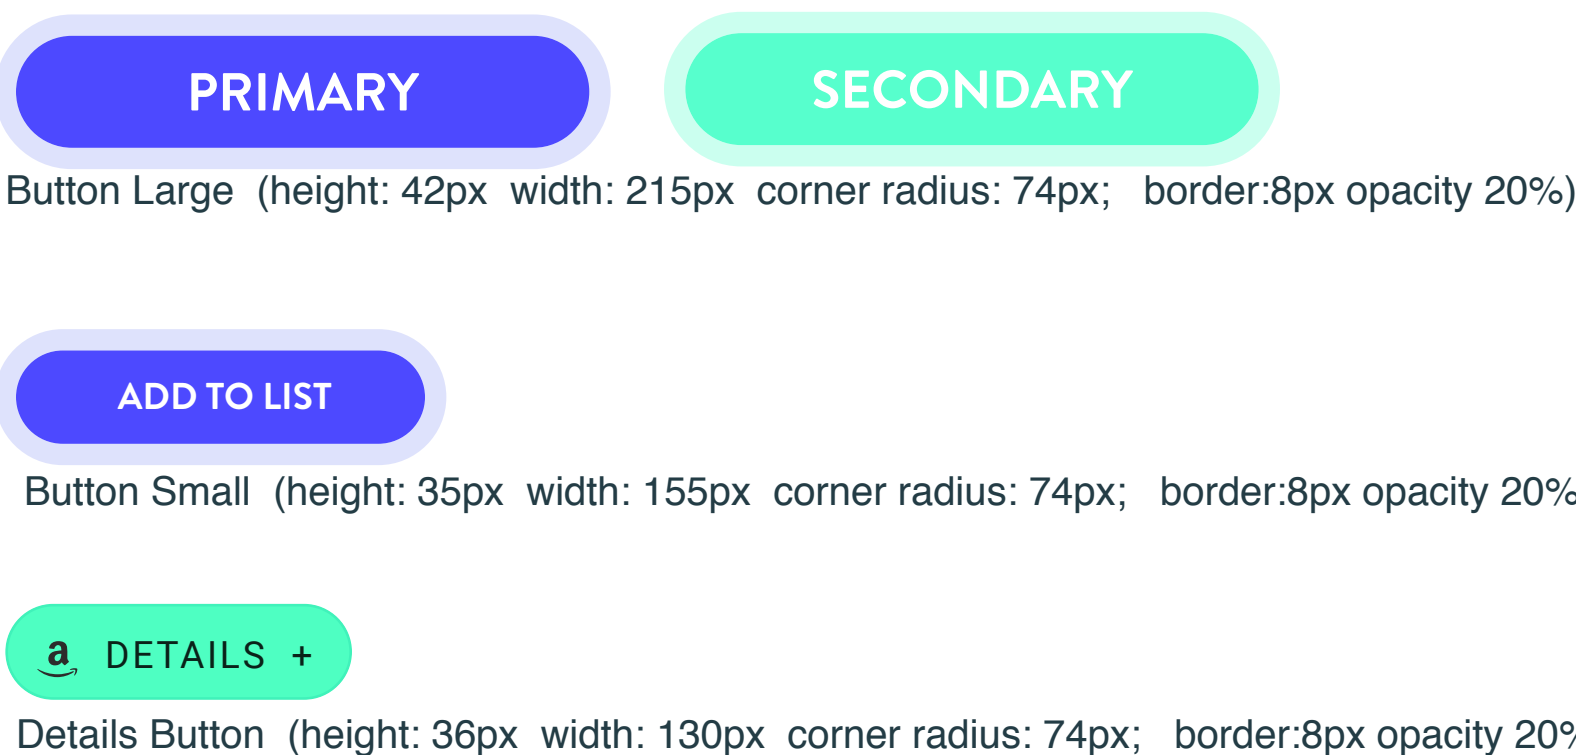 PRIMARY SECONDARY
Button Large (height: 42px width: 215px corner radius: 74px; border:8px opacity 20%)
ADD TO LIST
Button Small (height: 35px width: 155px corner radius: 74px; border:8px opacity 20%
a DETAILS +
Details Button (height: 36px width: 130px corner radius: 74px; border:8px opacity 20%